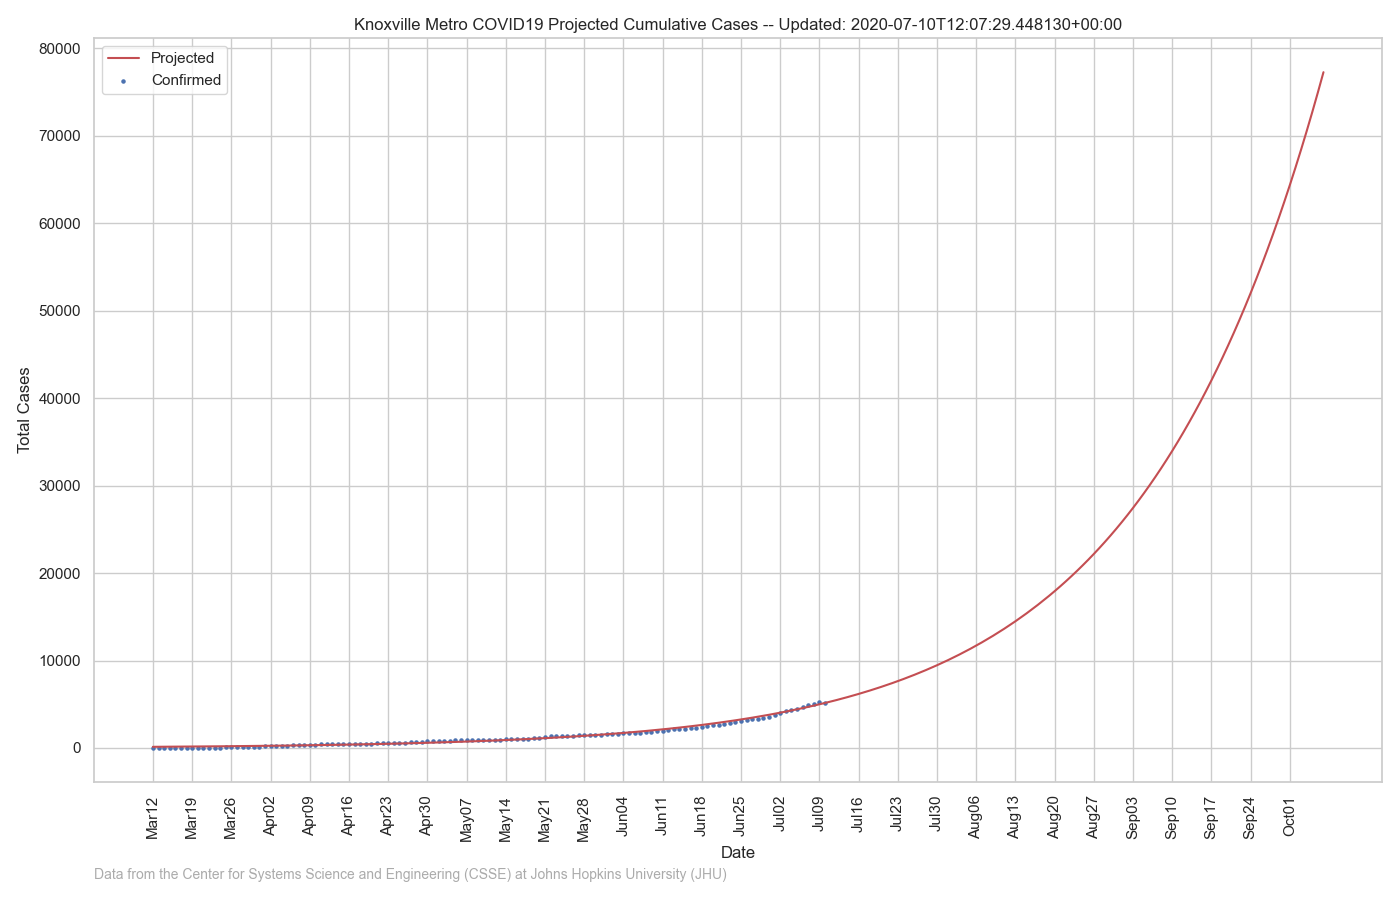 Knoxville Metro COVID19 Projected Cumulative Cases -- Updated: 2020-07-10T12:07:29.448130+00:00
Projected
Confirmed
80000
70000
60000
50000
40000
30000
20000
10000
0
Total Cases
Mar12
Mar19
Mar26
Apr02
Apr09
Apr16
Apr23
Apr30
May07
May14
May21
May28
Jun04
Jun11
Jun18
Jun25
Jul02
Jul09
Jul16
Jul23
Jul30
Aug06
Aug13
Aug20
Aug27
Sep03
Sep10
Sep17
Sep24
Oct01
Date
Data from the Center for Systems Science and Engineering (CSSE) at Johns Hopkins University (JHU)